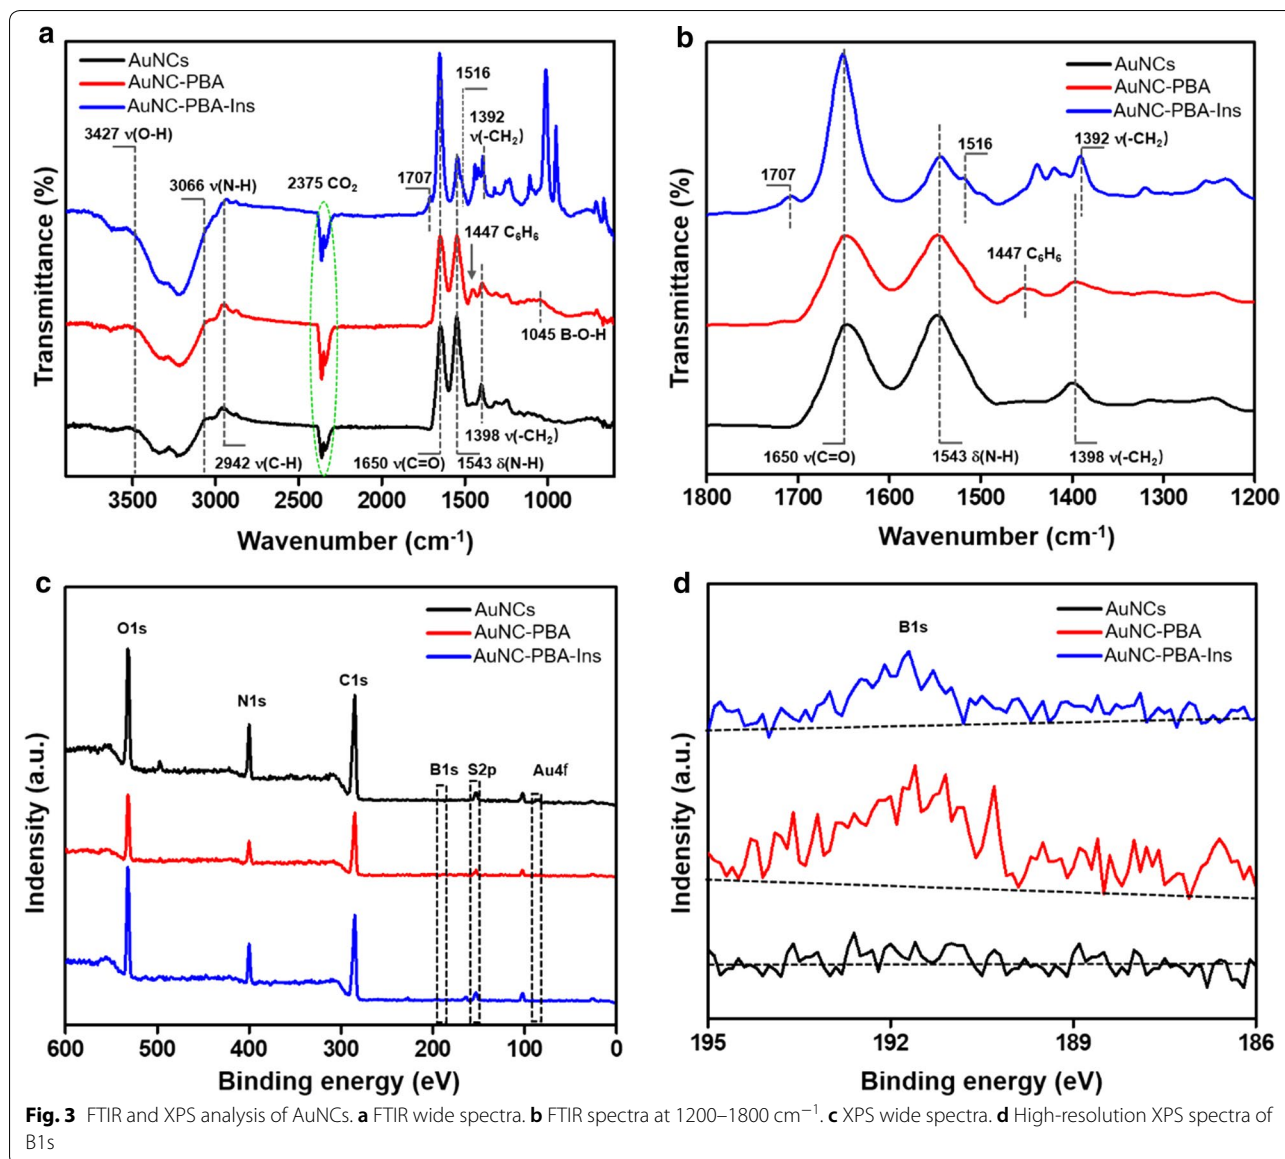 a
AuNCs
AuNC-PBA
AuNC-PBA-Ins
1516
1392
ν(-CH2)
3427 ν(O-H)
3066 ν(N-H)
2375 CO2
1707
1447 C6H6
1045 B-O-H
2942 ν(C-H)
1650 ν(C=O)
1543 δ(N-H)
1398 ν(-CH2)
Transmittance (%)
3500 3000 2500 2000 1500 1000
Wavenumber (cm-1)
b
AuNCs
AuNC-PBA
AuNC-PBA-Ins
1707
1516
1392 ν(-CH2)
1447 C6H6
1650 ν(C=O)
1543 δ(N-H)
1398 ν(-CH2)
Transmittance (%)
1800 1700 1600 1500 1400 1300 1200
Wavenumber (cm-1)
c
AuNCs
AuNC-PBA
AuNC-PBA-Ins
O1s
N1s
C1s
B1s S2p Au4f
Indensity (a.u.)
600 500 400 300 200 100 0
Binding energy (eV)
d
AuNCs
AuNC-PBA
AuNC-PBA-Ins
B1s
Indensity (a.u.)
195 192 189 186
Binding energy (eV)
Fig. 3 FTIR and XPS analysis of AuNCs. a FTIR wide spectra. b FTIR spectra at 1200–1800 cm−1. c XPS wide spectra. d High-resolution XPS spectra of
B1s